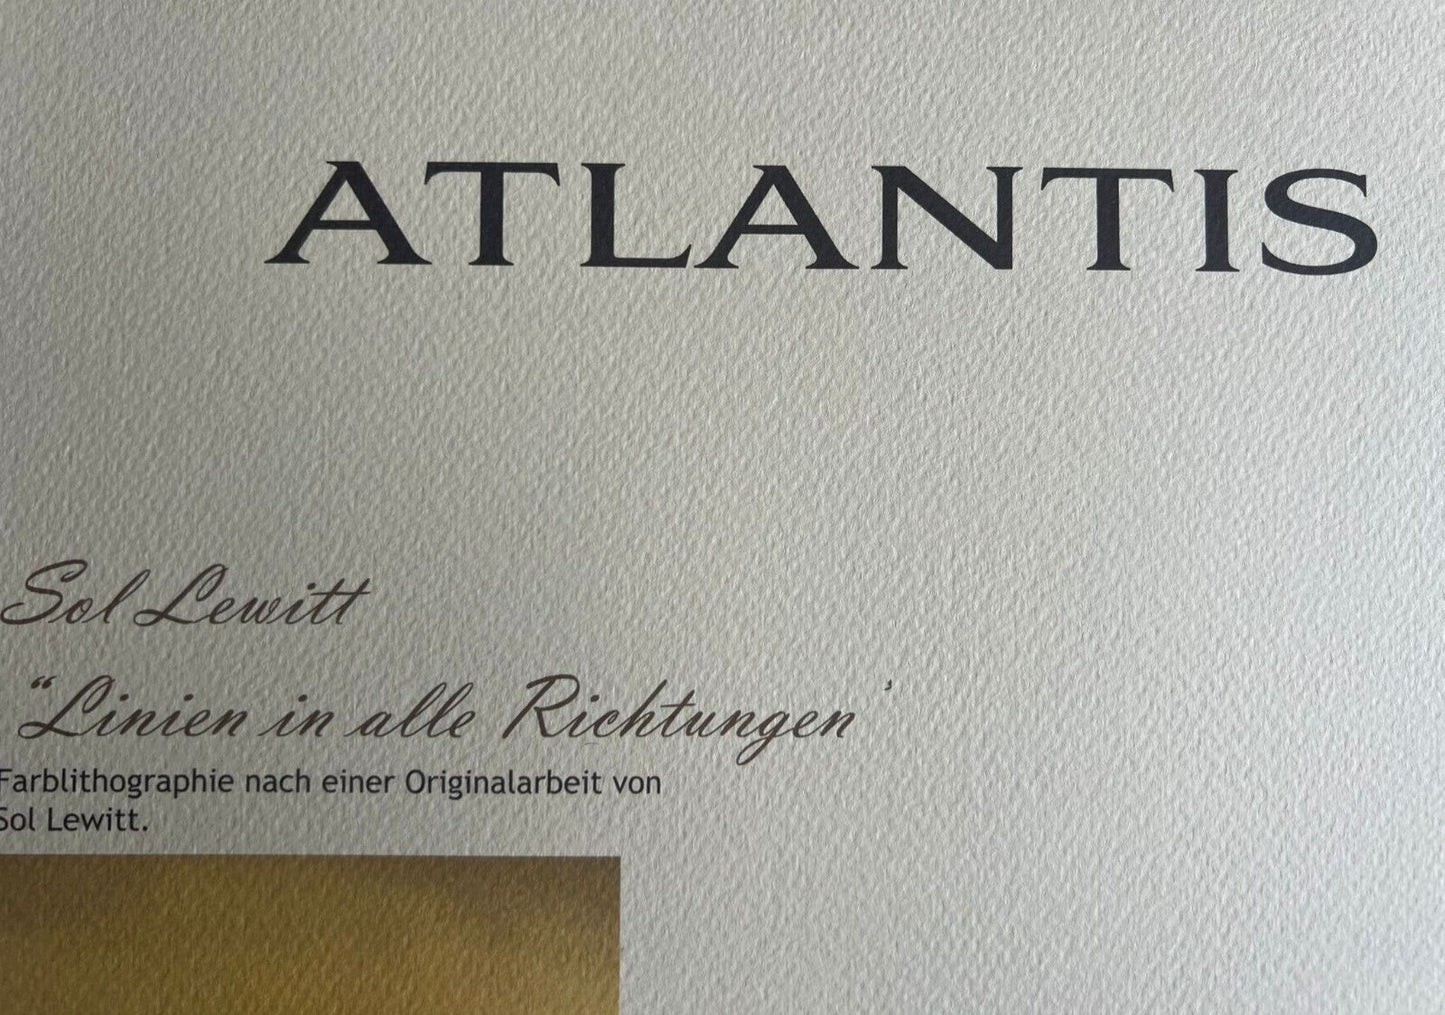 ATLANTIS
Sol Lewitt
“Linien in alle Richtungen’
Farblithographie nach einer Originalarbeit von
Sol Lewitt.